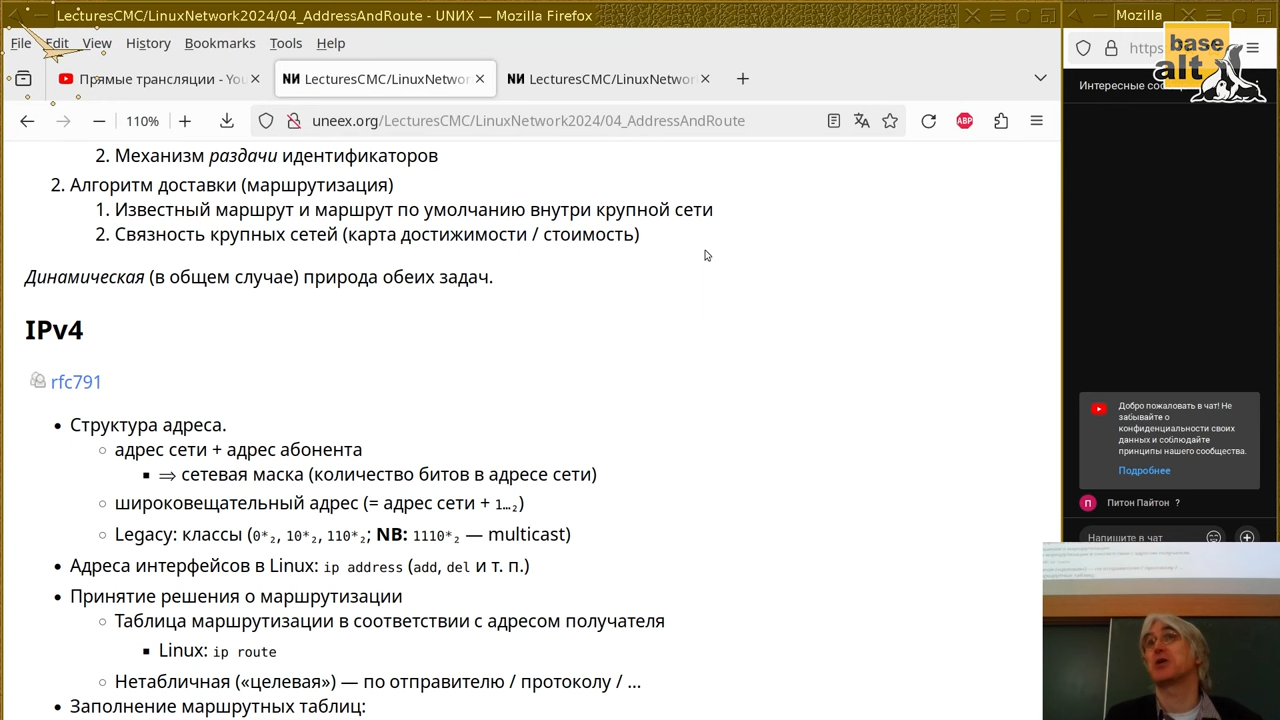 LecturesCMC/LinuxNetwork2024/04_AddressAndRoute - UNИX — Mozilla Firefox
Mozilla
File Edit View History Bookmarks Tools Help
Прямые трансляции - You
NИ LecturesCMC/LinuxNetwor
NИ LecturesCMC/LinuxNetwor
https
base
alt
110%
uneex.org/LecturesCMC/LinuxNetwork2024/04_AddressAndRoute
ABP
Интересные
2. Механизм раздачи идентификаторов
2. Алгоритм доставки (маршрутизация)
1. Известный маршрут и маршрут по умолчанию внутри крупной сети
2. Связность крупных сетей (карта достижимости / стоимость)
Динамическая (в общем случае) природа обеих задач.
IPv4
rfc791
• Структура адреса.
◦ адрес сети + адрес абонента
▪ ⇒ сетевая маска (количество битов в адресе сети)
◦ широковещательный адрес (= адрес сети + 1…₂)
◦ Legacy: классы (0*₂, 10*₂, 110*₂; NB: 1110*₂ — multicast)
• Адреса интерфейсов в Linux: ip address (add, del и т. п.)
• Принятие решения о маршрутизации
◦ Таблица маршрутизации в соответствии с адресом получателя
▪ Linux: ip route
◦ Нетабличная («целевая») — по отправителю / протоколу / …
• Заполнение маршрутных таблиц:
Добро пожаловать в чат! Не
забывайте о
конфиденциальности своих
данных и соблюдайте
принципы нашего сообщества.
Подробнее
П Питон Пайтон ?
Напишите в чат